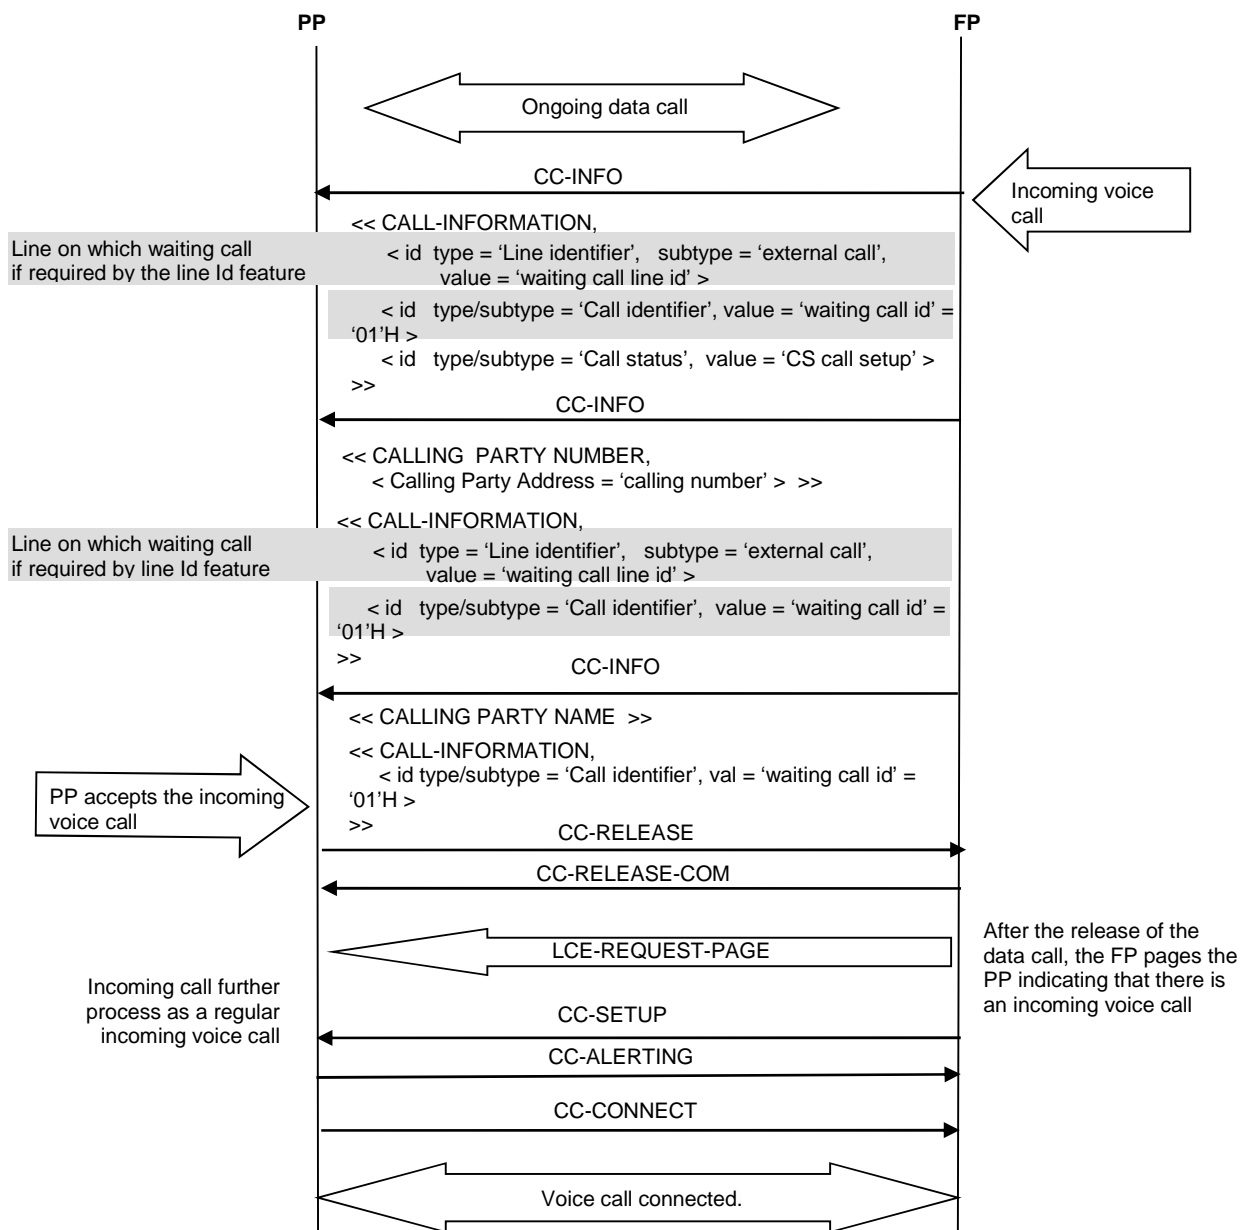 PP
FP
Ongoing data call
CC-INFO
Incoming voice
call
<< CALL-INFORMATION,
Line on which waiting call
if required by the line Id feature
< id  type = ‘Line identifier’,   subtype = ‘external call’,
value = ‘waiting call line id’ >
< id   type/subtype = ‘Call identifier’, value = ‘waiting call id’ =
‘01’H >
< id   type/subtype = ‘Call status’,  value = ‘CS call setup’ >
>>
CC-INFO
<< CALLING  PARTY NUMBER,
< Calling Party Address = ‘calling number’ >  >>
<< CALL-INFORMATION,
Line on which waiting call
if required by line Id feature
< id  type = ‘Line identifier’,   subtype = ‘external call’,
value = ‘waiting call line id’ >
< id   type/subtype = ‘Call identifier’,  value = ‘waiting call id’ =
‘01’H >
>>
CC-INFO
<< CALLING PARTY NAME  >>
<< CALL-INFORMATION,
< id type/subtype = ‘Call identifier’, val = ‘waiting call id’ =
‘01’H >
>>
PP accepts the incoming
voice call
CC-RELEASE
CC-RELEASE-COM
LCE-REQUEST-PAGE
After the release of the
data call, the FP pages the
PP indicating that there is
an incoming voice call
Incoming call further
process as a regular
incoming voice call
CC-SETUP
CC-ALERTING
CC-CONNECT
Voice call connected.